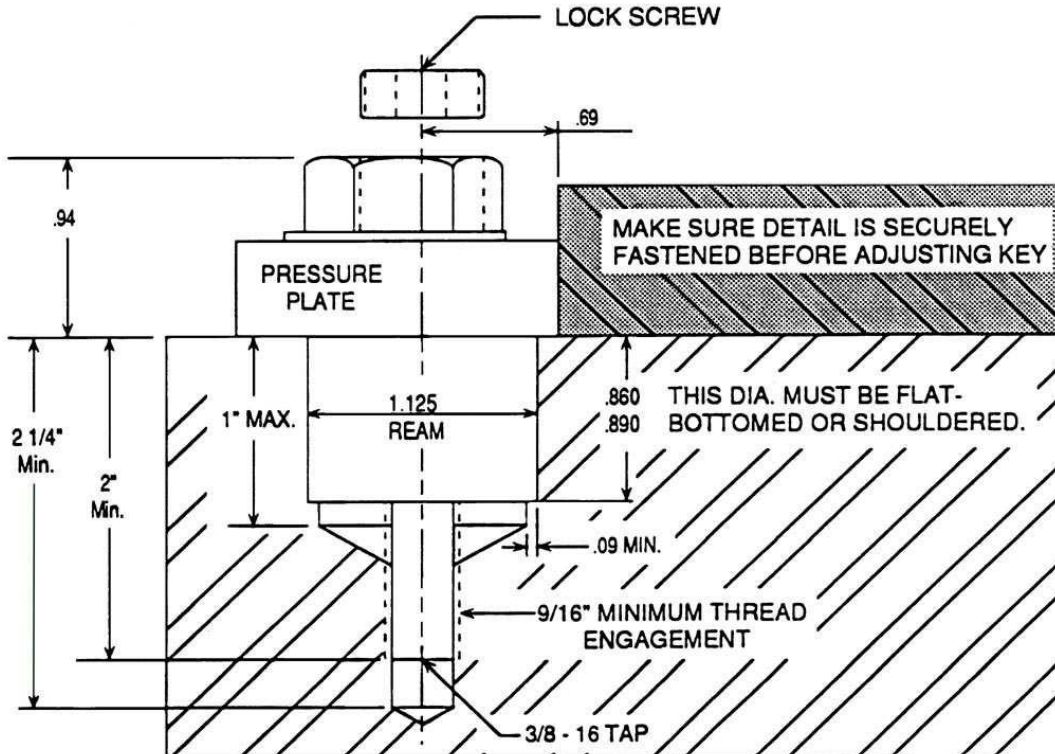 LOCK SCREW
.69
.94
MAKE SURE DETAIL IS SECURELY
FASTENED BEFORE ADJUSTING KEY
PRESSURE
PLATE
1.125
REAM
1" MAX.
.860
.890
THIS DIA. MUST BE FLAT-
BOTTOMED OR SHOULDERED.
2 1/4"
Min.
2"
Min.
.09 MIN.
9/16" MINIMUM THREAD
ENGAGEMENT
3/8 - 16 TAP